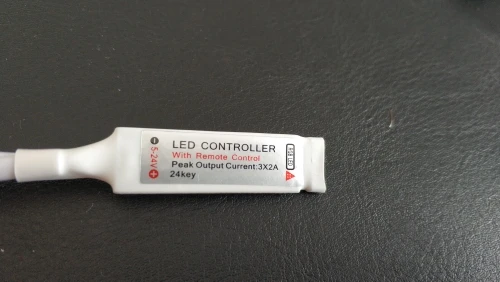 LED CONTROLLER
With Remote Control
Peak Output Current:3X2A
24key
5-24V